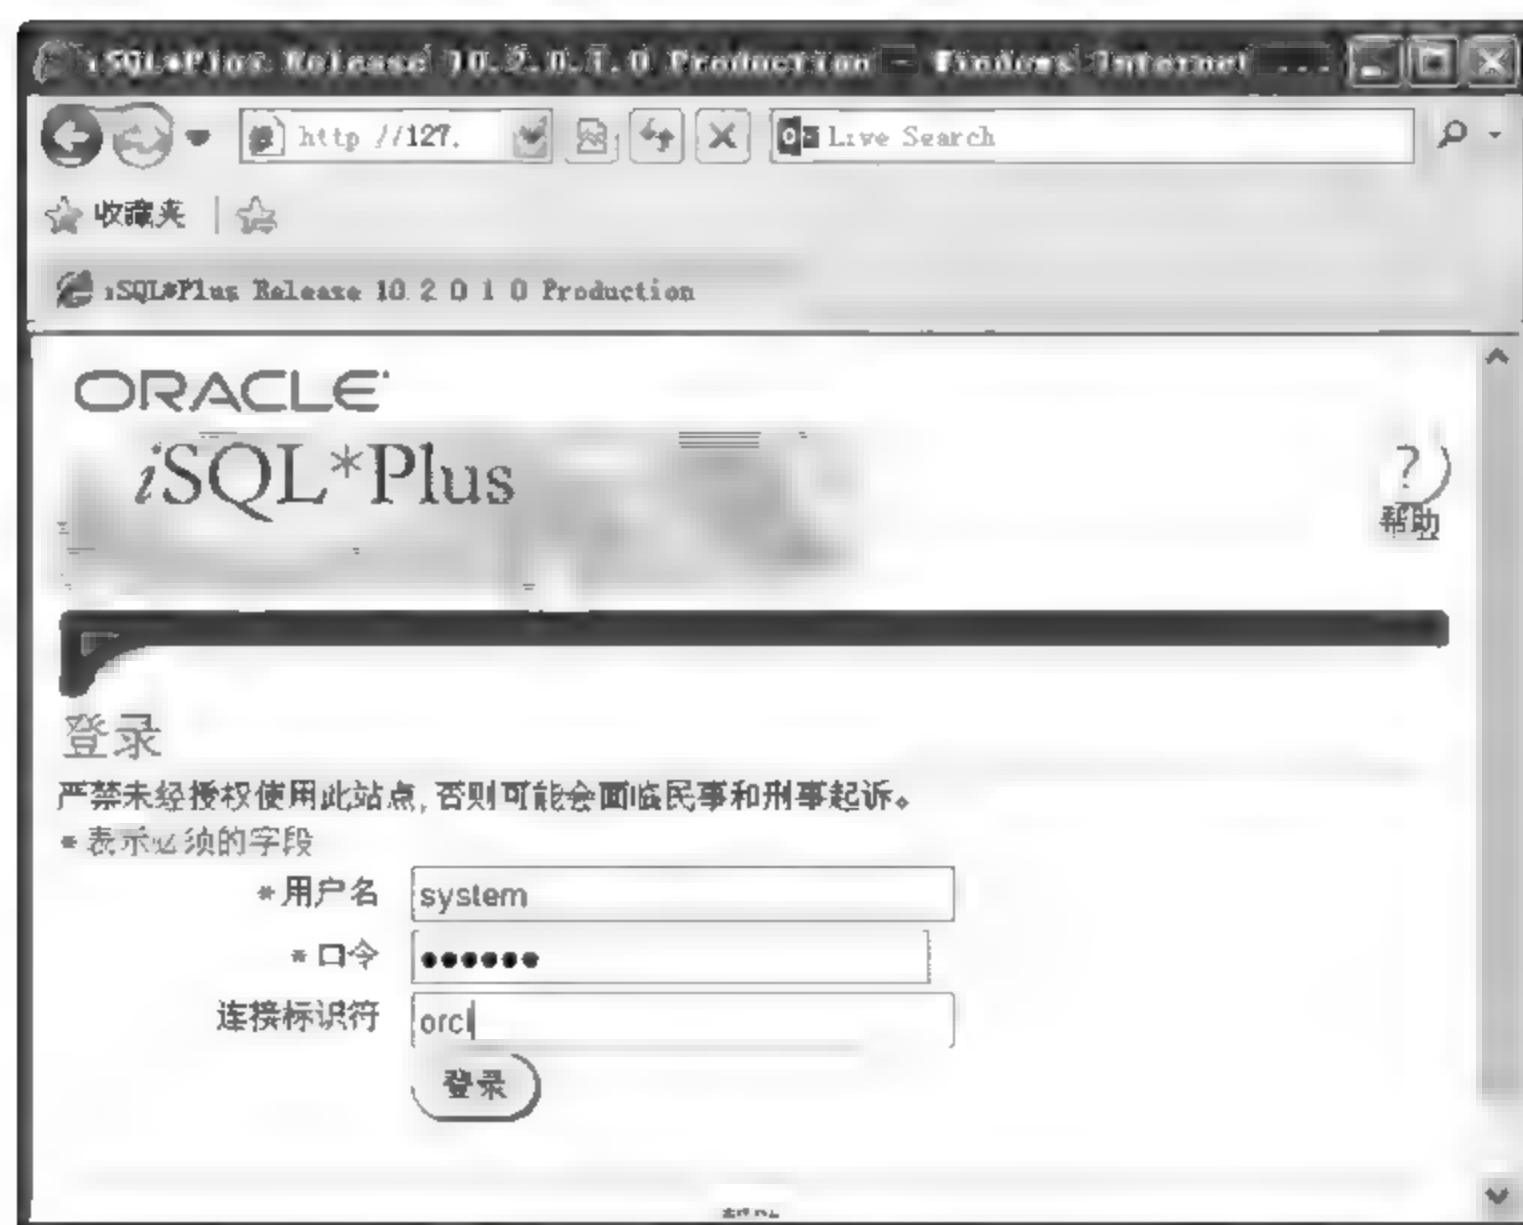 iSQL*Plus Release 10.2.0.1.0 Production - Windows Internet ...
http //127.
Live Search
收藏夹
iSQL*Plus Release 10 2 0 1 0 Production
ORACLE
iSQL*Plus
?
帮助
登录
严禁未经授权使用此站点,否则可能会面临民事和刑事起诉。
* 表示必须的字段
* 用户名 system
* 口令 ••••••
连接标识符 orcl
登录